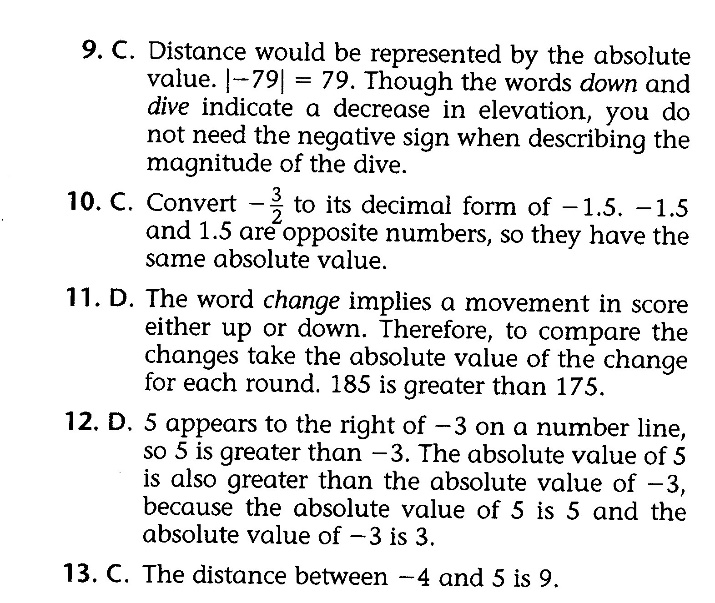 9. C. Distance would be represented by the absolute
value. |−79| = 79. Though the words down and
dive indicate a decrease in elevation, you do
not need the negative sign when describing the
magnitude of the dive.
10. C. Convert −3/2 to its decimal form of −1.5. −1.5
and 1.5 are opposite numbers, so they have the
same absolute value.
11. D. The word change implies a movement in score
either up or down. Therefore, to compare the
changes take the absolute value of the change
for each round. 185 is greater than 175.
12. D. 5 appears to the right of −3 on a number line,
so 5 is greater than −3. The absolute value of 5
is also greater than the absolute value of −3,
because the absolute value of 5 is 5 and the
absolute value of −3 is 3.
13. C. The distance between −4 and 5 is 9.